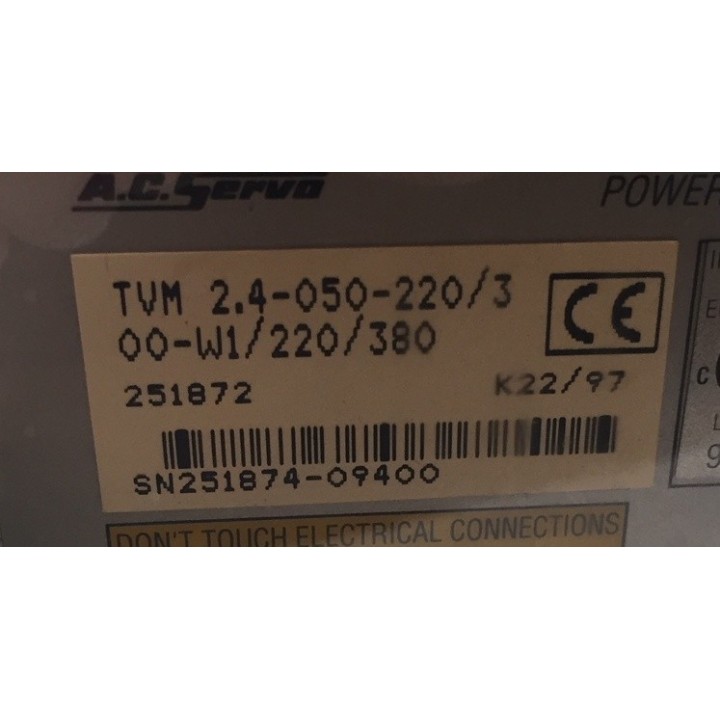 A.C. Servo
POWER
TVM 2.4-050-220/3
00-W1/220/380
CE
251872
K22/97
SN251874-09400
DON'T TOUCH ELECTRICAL CONNECTIONS